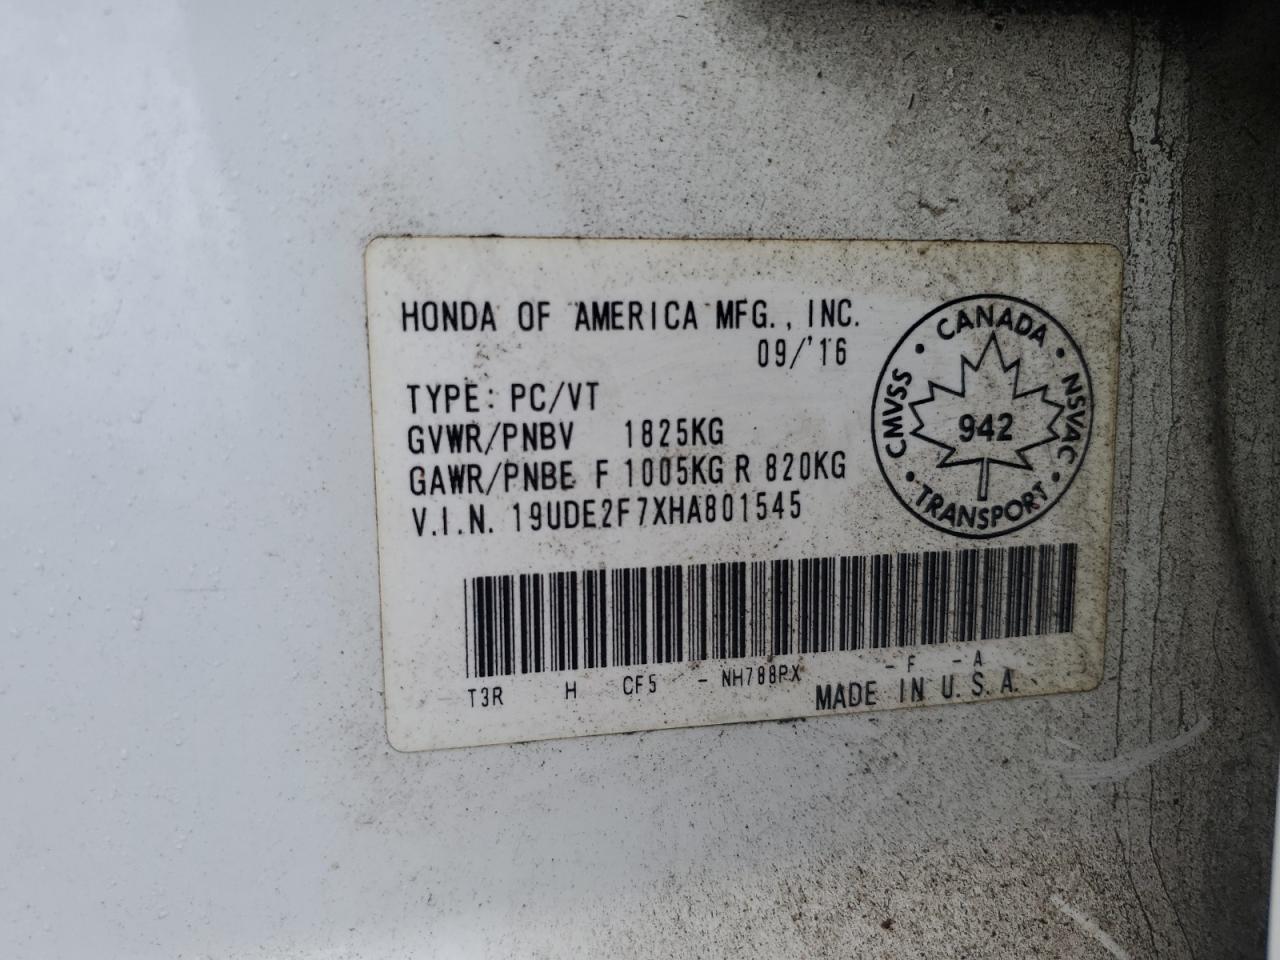 HONDA OF AMERICA MFG., INC.
09/'16
TYPE: PC/VT
GVWR/PNBV 1825KG
GAWR/PNBE F 1005KG R 820KG
V.I.N. 19UDE2F7XHA801545
CANADA
CMVSS
NSVAC
942
TRANSPORT
T3R H CF5 - NH788PX - F - A
MADE IN U.S.A.